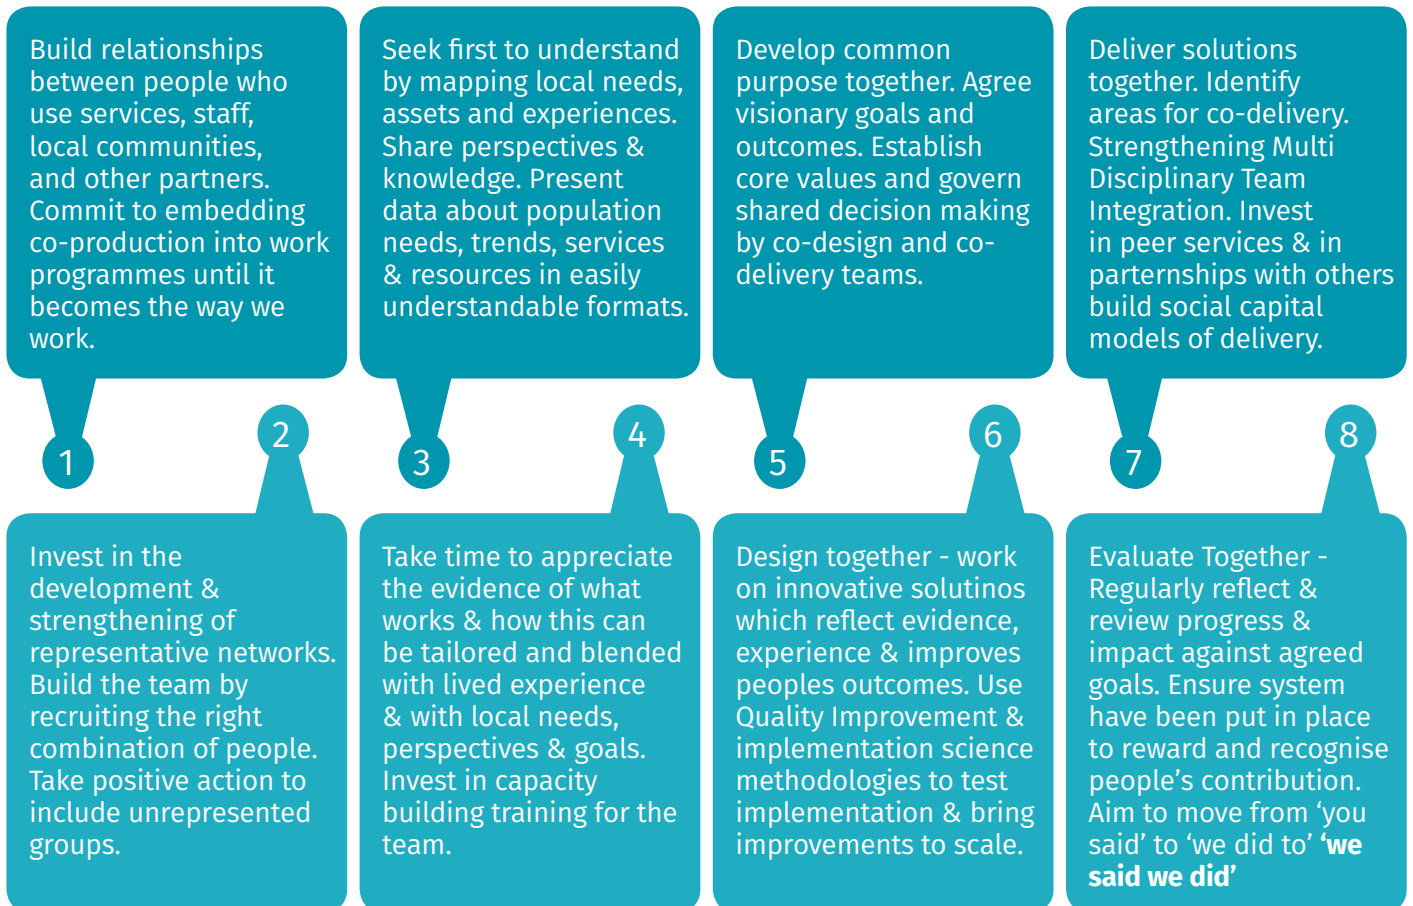 Build relationships
between people who
use services, staff,
local communities,
and other partners.
Commit to embedding
co-production into work
programmes until it
becomes the way we
work.
1
Invest in the
development &
strengthening of
representative networks.
Build the team by
recruiting the right
combination of people.
Take positive action to
include unrepresented
groups.
2
Seek first to understand
by mapping local needs,
assets and experiences.
Share perspectives &
knowledge. Present
data about population
needs, trends, services
& resources in easily
understandable formats.
3
Take time to appreciate
the evidence of what
works & how this can
be tailored and blended
with lived experience
& with local needs,
perspectives & goals.
Invest in capacity
building training for the
team.
4
Develop common
purpose together. Agree
visionary goals and
outcomes. Establish
core values and govern
shared decision making
by co-design and co-
delivery teams.
5
Design together - work
on innovative solutinos
which reflect evidence,
experience & improves
peoples outcomes. Use
Quality Improvement &
implementation science
methodologies to test
implementation & bring
improvements to scale.
6
Deliver solutions
together. Identify
areas for co-delivery.
Strengthening Multi
Disciplinary Team
Integration. Invest
in peer services & in
parternships with others
build social capital
models of delivery.
7
Evaluate Together -
Regularly reflect &
review progress &
impact against agreed
goals. Ensure system
have been put in place
to reward and recognise
people’s contribution.
Aim to move from ‘you
said’ to ‘we did to’ ‘we
said we did’
8